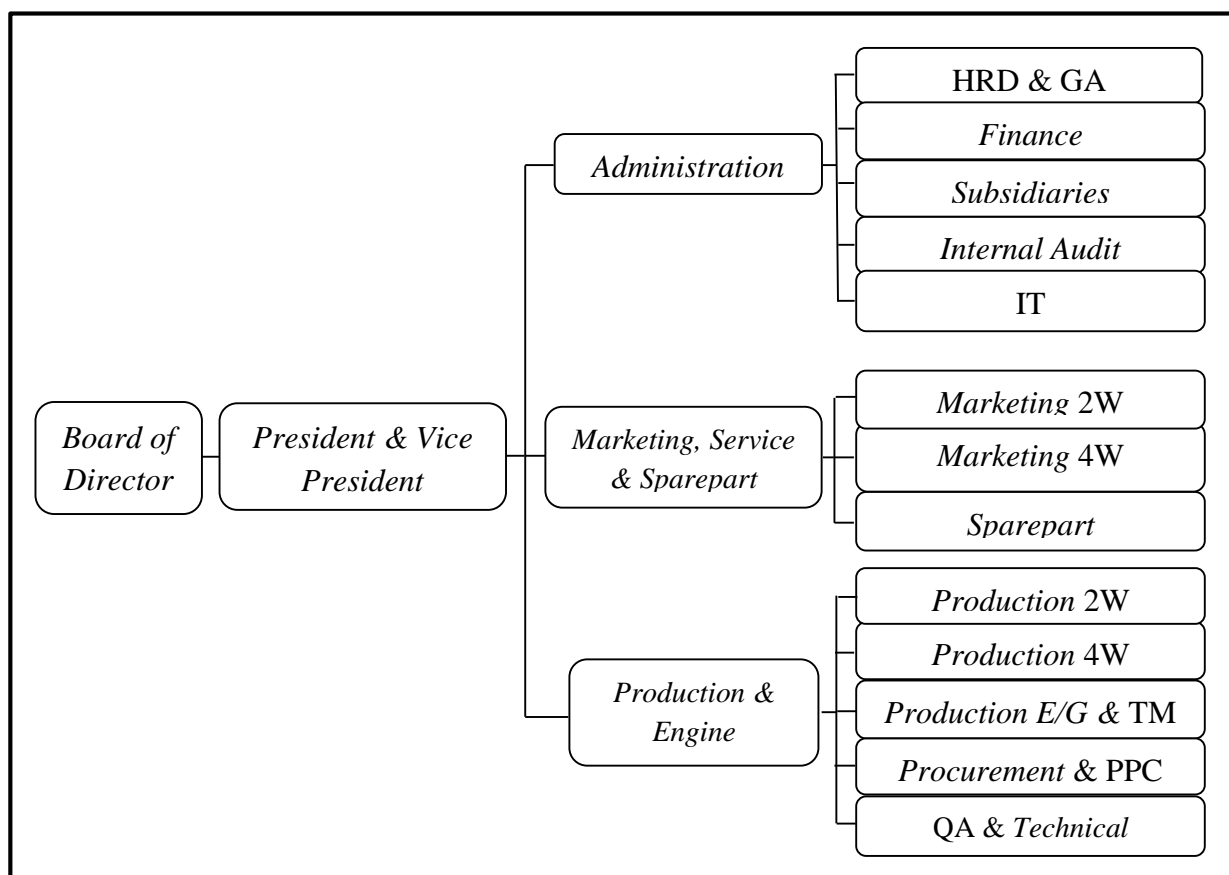 HRD & GA
Finance
Administration
Subsidiaries
Internal Audit
IT
Board of
Director
President & Vice
President
Marketing, Service
& Sparepart
Marketing 2W
Marketing 4W
Sparepart
Production &
Engine
Production 2W
Production 4W
Production E/G & TM
Procurement & PPC
QA & Technical